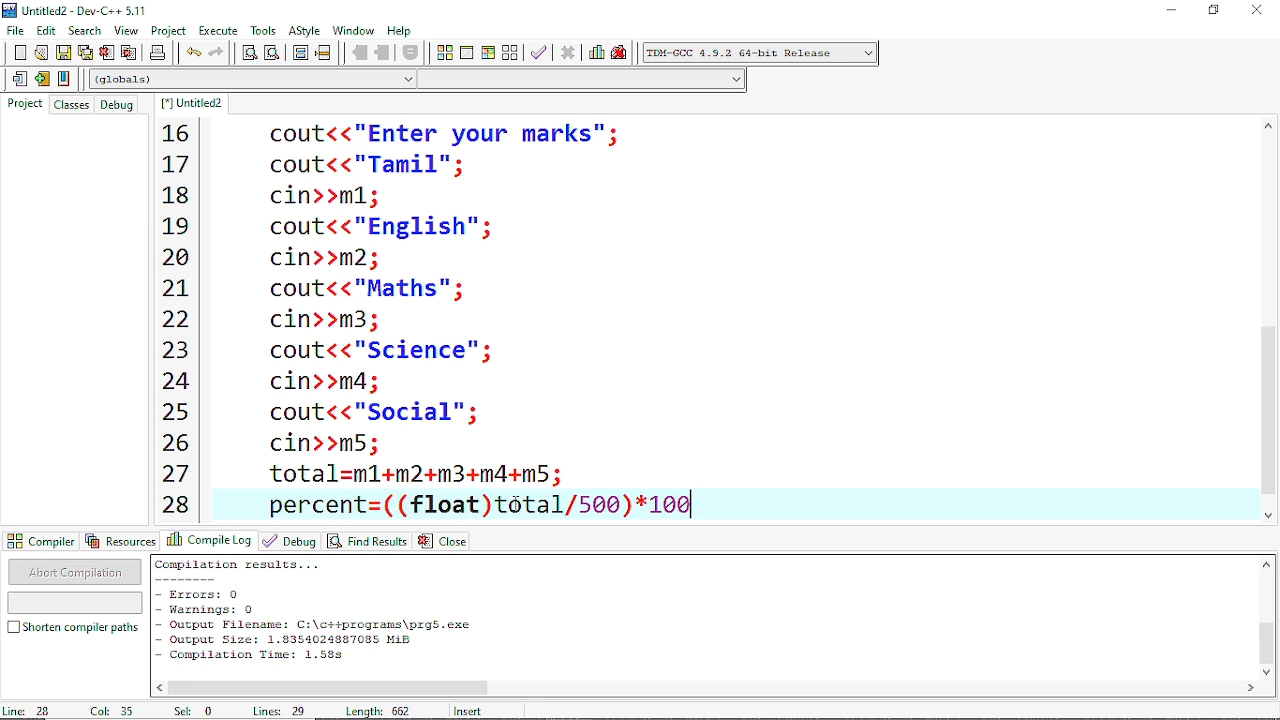 Untitled2 - Dev-C++ 5.11
File Edit Search View Project Execute Tools AStyle Window Help
TDM-GCC 4.9.2 64-bit Release
(globals)
Project Classes Debug [*] Untitled2
16 cout<<"Enter your marks";
17 cout<<"Tamil";
18 cin>>m1;
19 cout<<"English";
20 cin>>m2;
21 cout<<"Maths";
22 cin>>m3;
23 cout<<"Science";
24 cin>>m4;
25 cout<<"Social";
26 cin>>m5;
27 total=m1+m2+m3+m4+m5;
28 percent=((float)total/500)*100
Compiler Resources Compile Log Debug Find Results Close
Abort Compilation
Shorten compiler paths
Compilation results...
--------
- Errors: 0
- Warnings: 0
- Output Filename: C:\c++programs\prg5.exe
- Output Size: 1.8354024887085 MiB
- Compilation Time: 1.58s
Line: 28 Col: 35 Sel: 0 Lines: 29 Length: 662 Insert